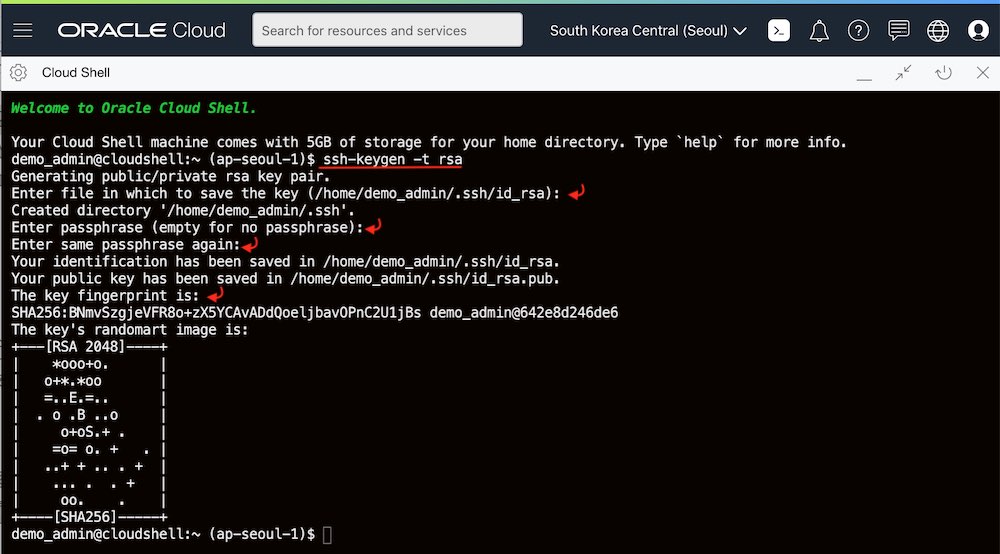 ORACLE Cloud
Search for resources and services
South Korea Central (Seoul)
Cloud Shell
Welcome to Oracle Cloud Shell.
Your Cloud Shell machine comes with 5GB of storage for your home directory. Type `help` for more info.
demo_admin@cloudshell:~ (ap-seoul-1)$ ssh-keygen -t rsa
Generating public/private rsa key pair.
Enter file in which to save the key (/home/demo_admin/.ssh/id_rsa):
Created directory '/home/demo_admin/.ssh'.
Enter passphrase (empty for no passphrase):
Enter same passphrase again:
Your identification has been saved in /home/demo_admin/.ssh/id_rsa.
Your public key has been saved in /home/demo_admin/.ssh/id_rsa.pub.
The key fingerprint is:
SHA256:BNmvSzgjeVFR8o+zX5YCAvADdQoeljbavOPnC2U1jBs demo_admin@642e8d246de6
The key's randomart image is:
+---[RSA 2048]----+
|    *ooo+o.      |
|   o+*.*oo       |
|   =..E.=..      |
|  . o .B ..o     |
|     o+oS.+ .    |
|    =o= o. +   . |
|   ..+ + .. . +  |
|    ... .  . +   |
|     oo.    .    |
+----[SHA256]-----+
demo_admin@cloudshell:~ (ap-seoul-1)$